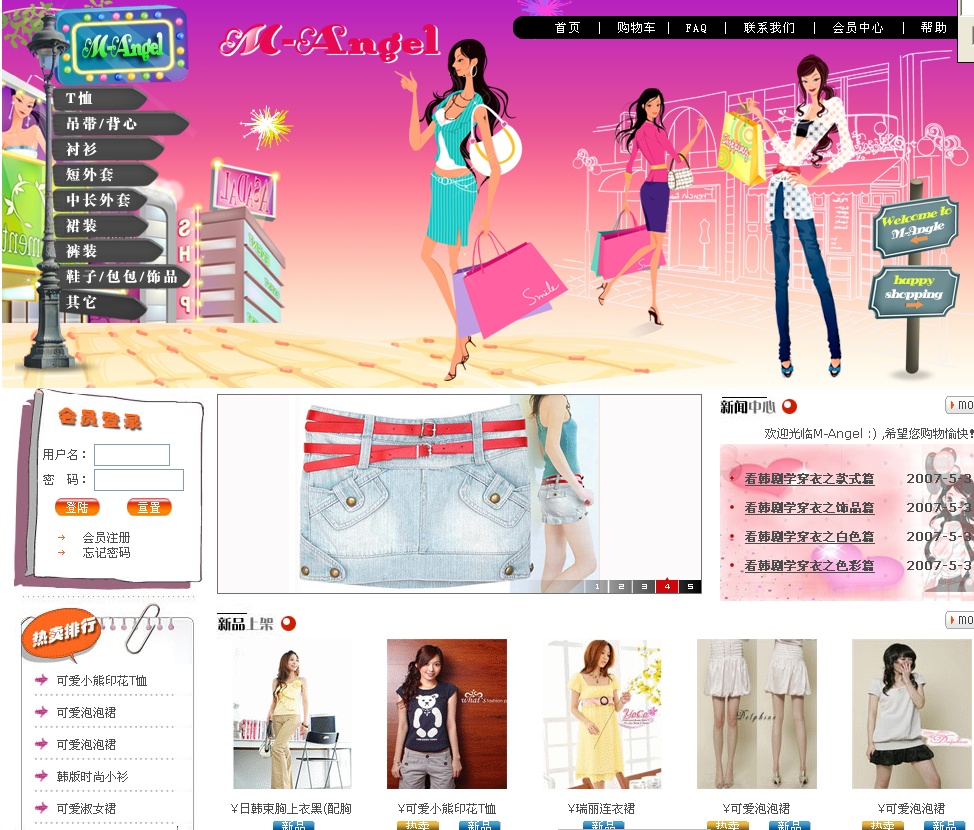 M-Angel
M-Angel
首页 | 购物车 | FAQ | 联系我们 | 会员中心 | 帮助
T恤
吊带/背心
衬衫
短外套
中长外套
裙装
裤装
鞋子/包包/饰品
其它
Smile
Welcome to
M-Angle
happy
shopping
会员登录
用户名：
密 码：
登陆 重置
会员注册
忘记密码
1 2 3 4 5
新闻中心
mo
欢迎光临M-Angel :) ,希望您购物愉快!
看韩剧学穿衣之款式篇 2007-5-3
看韩剧学穿衣之饰品篇 2007-5-3
看韩剧学穿衣之白色篇 2007-5-3
看韩剧学穿衣之色彩篇 2007-5-3
热卖排行
可爱小熊印花T恤
可爱泡泡裙
可爱泡泡裙
韩版时尚小衫
可爱淑女裙
新品上架
mo
what's
Delphine
¥日韩束胸上衣黑(配胸
¥可爱小熊印花T恤
¥瑞丽连衣裙
¥可爱泡泡裙
¥可爱泡泡裙
新品
热卖 新品
新品
热卖 新品
热卖 新品